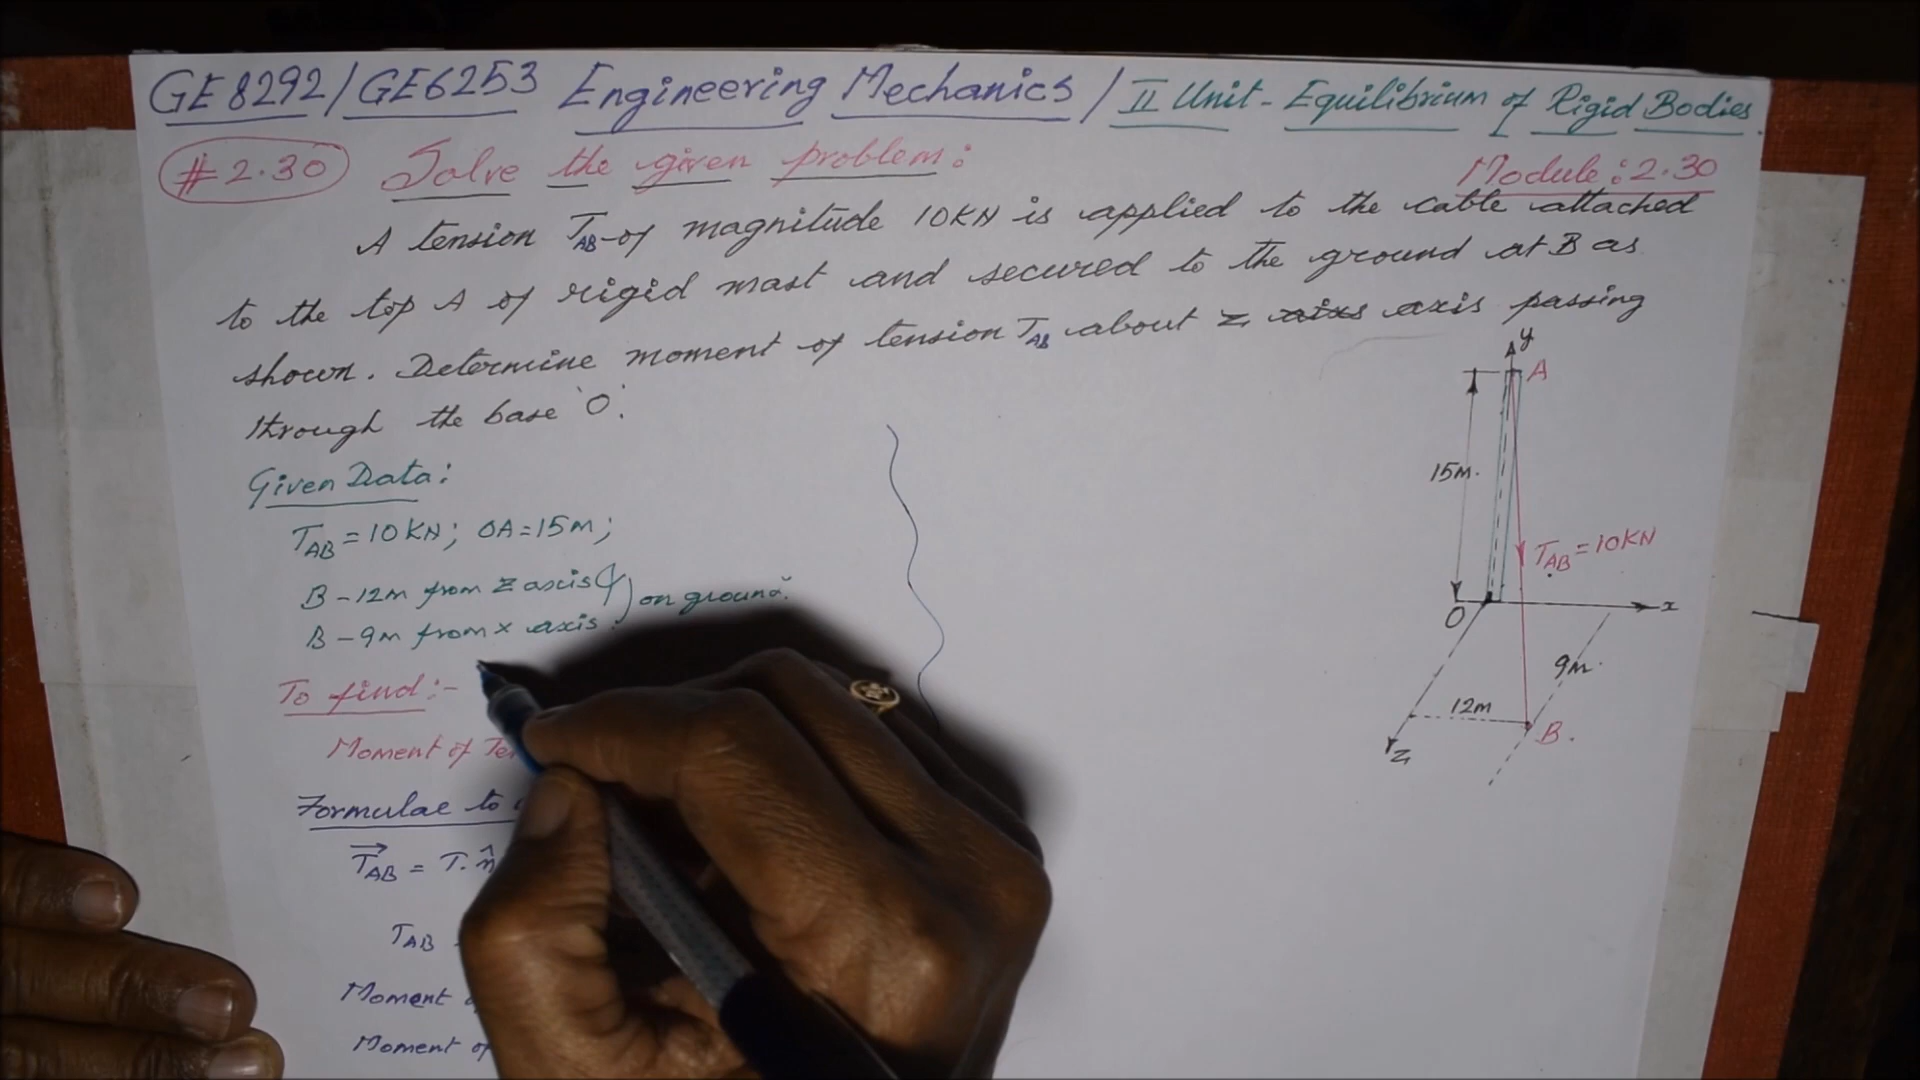 GE8292/GE6253 Engineering Mechanics / II Unit - Equilibrium of Rigid Bodies
#2.30 Solve the given problem:
Module: 2.30
A tension TAB of magnitude 10KN is applied to the cable attached
to the top A of rigid mast and secured to the ground at B as
shown. Determine moment of tension TAB about Z axis passing
through the base 'O'.
Given Data:
TAB = 10KN; OA = 15m;
B - 12m from Z axis
B - 9m from x axis
on ground.
To find:-
Moment of Te
Formulae to
TAB = T. n̂
TAB
Moment
Moment of
y
A
15m.
TAB = 10KN
O
x
9m.
12m
B.
Z